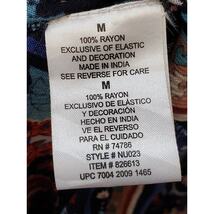 M
100% RAYON
EXCLUSIVE OF ELASTIC
AND DECORATION
MADE IN INDIA
SEE REVERSE FOR CARE
M
100% RAYON
EXCLUSIVO DE ELASTICO
Y DECORACIÓN
HECHO EN INDIA
VE EL REVERSO
PARA EL CUIDADO
RN # 74786
STYLE # NU023
ITEM # 826613
UPC 7004 2009 1465